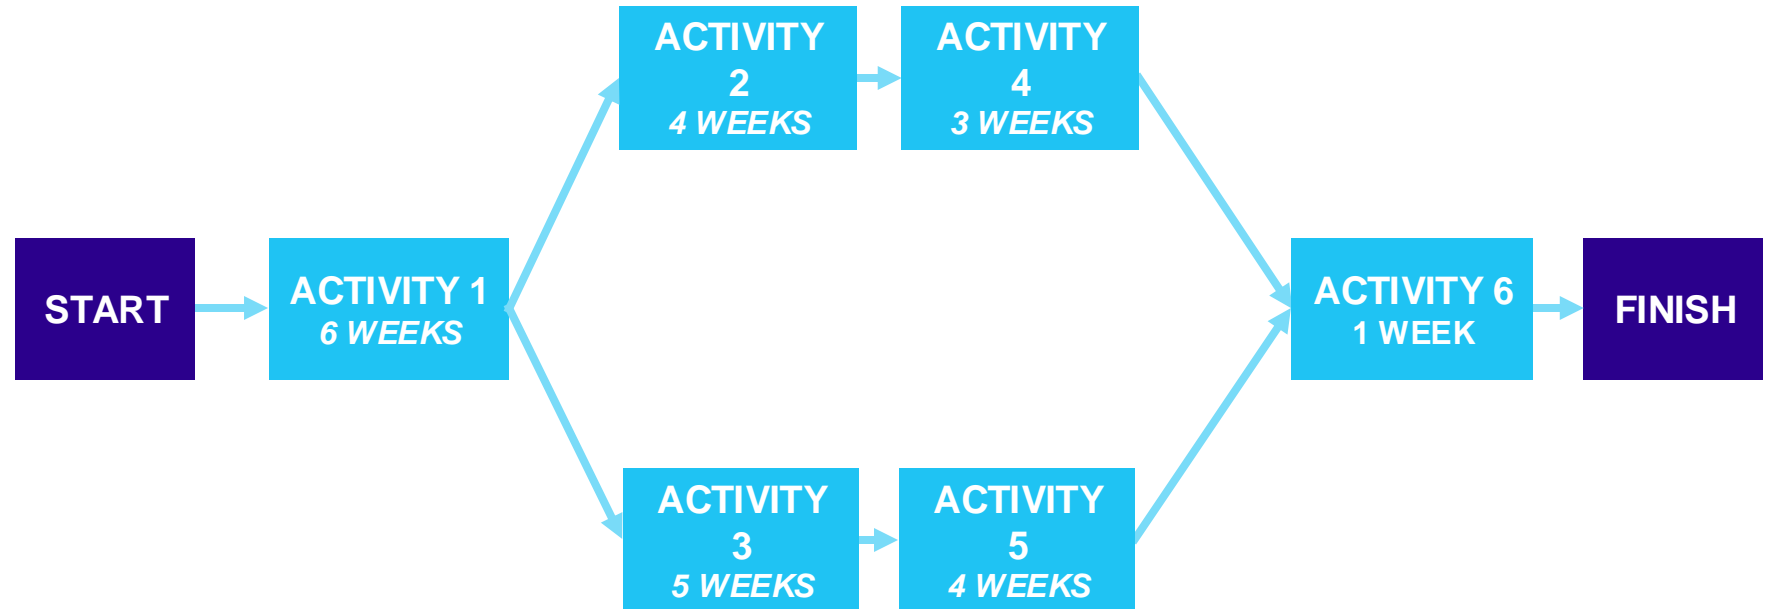 START
ACTIVITY 1
6 WEEKS
ACTIVITY
2
4 WEEKS
ACTIVITY
4
3 WEEKS
ACTIVITY
3
5 WEEKS
ACTIVITY
5
4 WEEKS
ACTIVITY 6
1 WEEK
FINISH